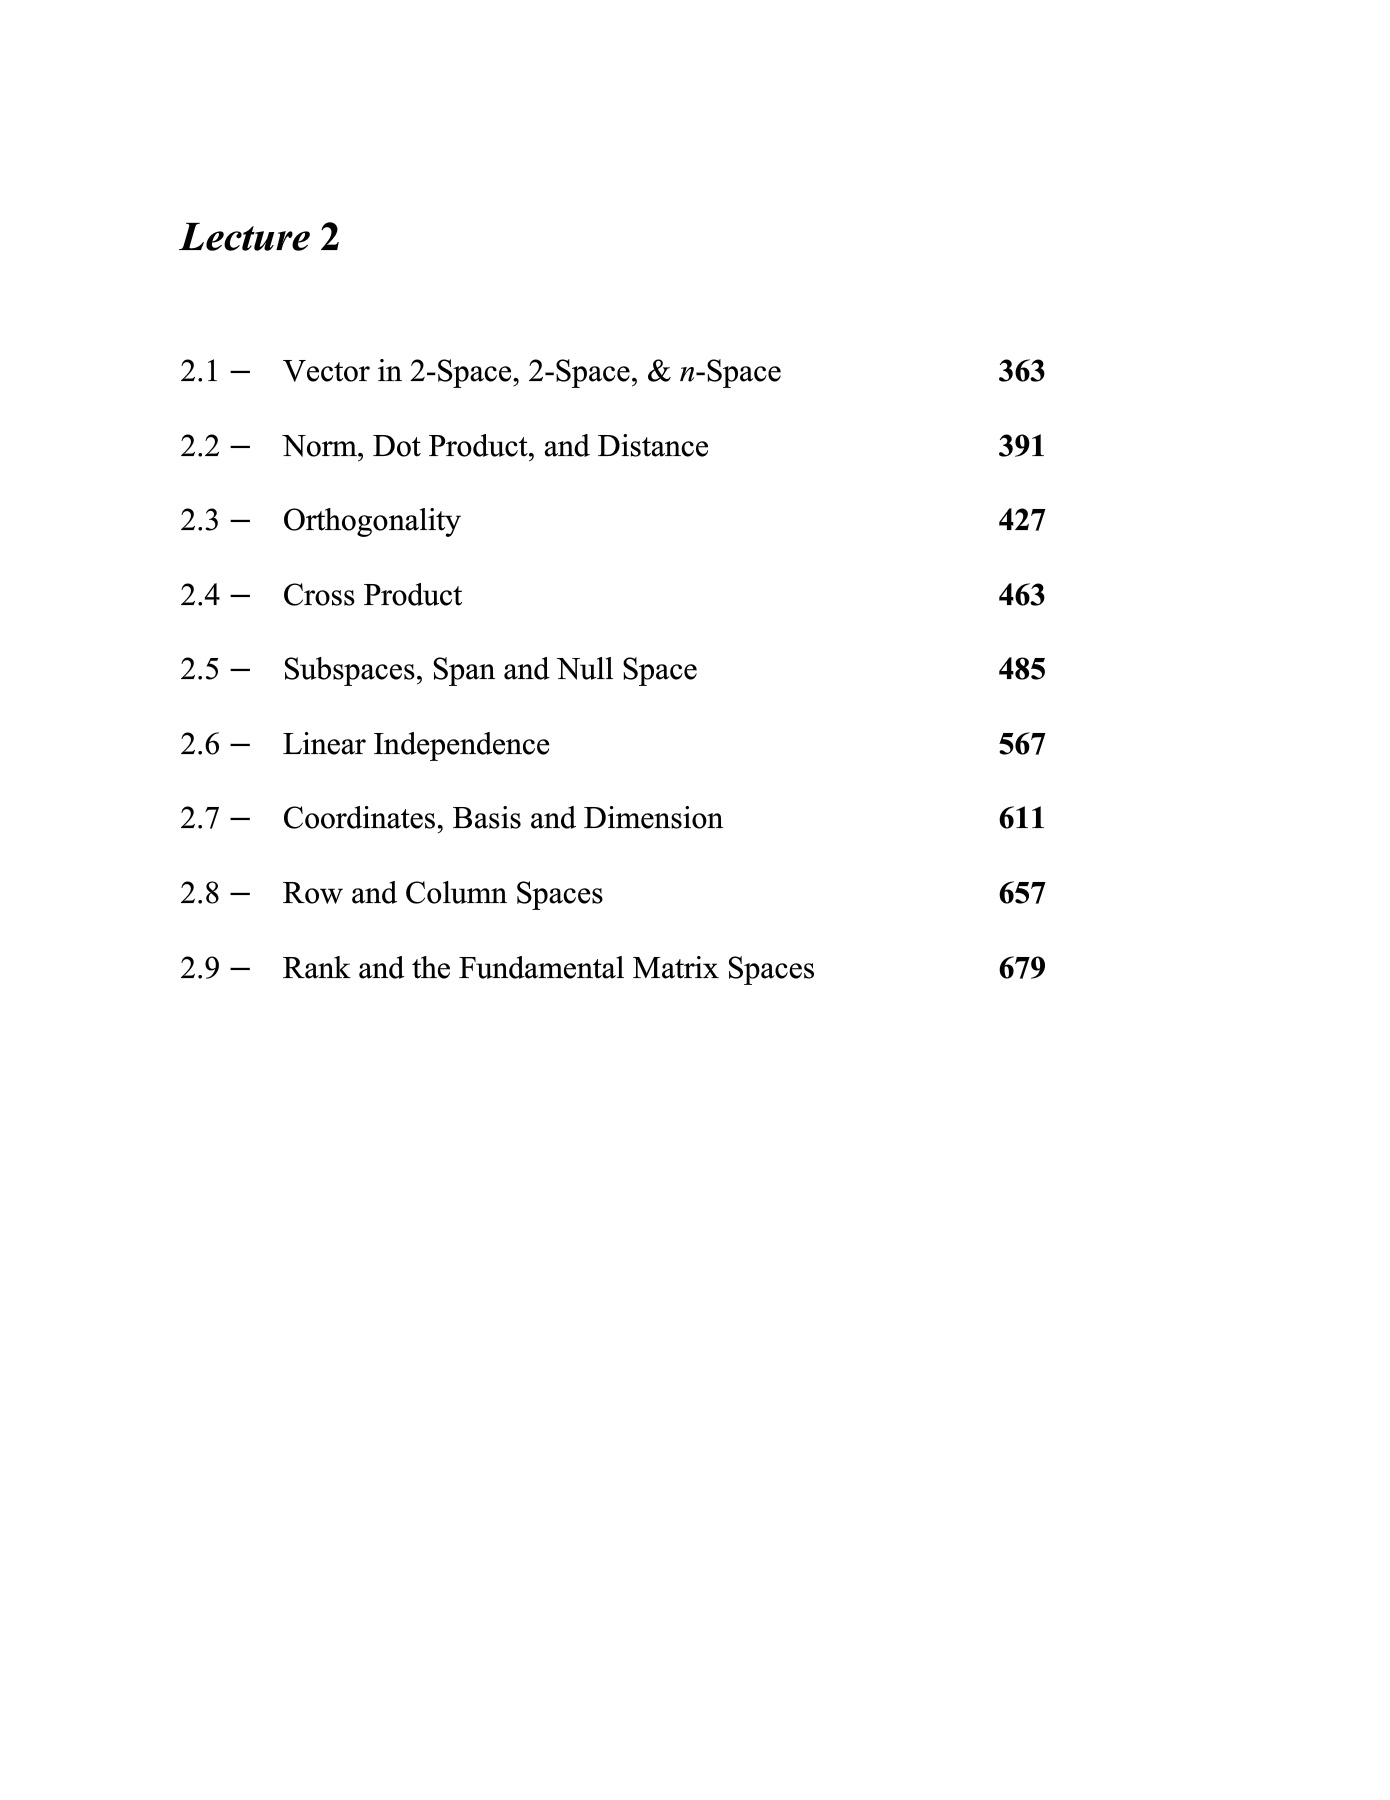 Lecture 2
2.1 − Vector in 2-Space, 2-Space, & n-Space 363
2.2 − Norm, Dot Product, and Distance 391
2.3 − Orthogonality 427
2.4 − Cross Product 463
2.5 − Subspaces, Span and Null Space 485
2.6 − Linear Independence 567
2.7 − Coordinates, Basis and Dimension 611
2.8 − Row and Column Spaces 657
2.9 − Rank and the Fundamental Matrix Spaces 679